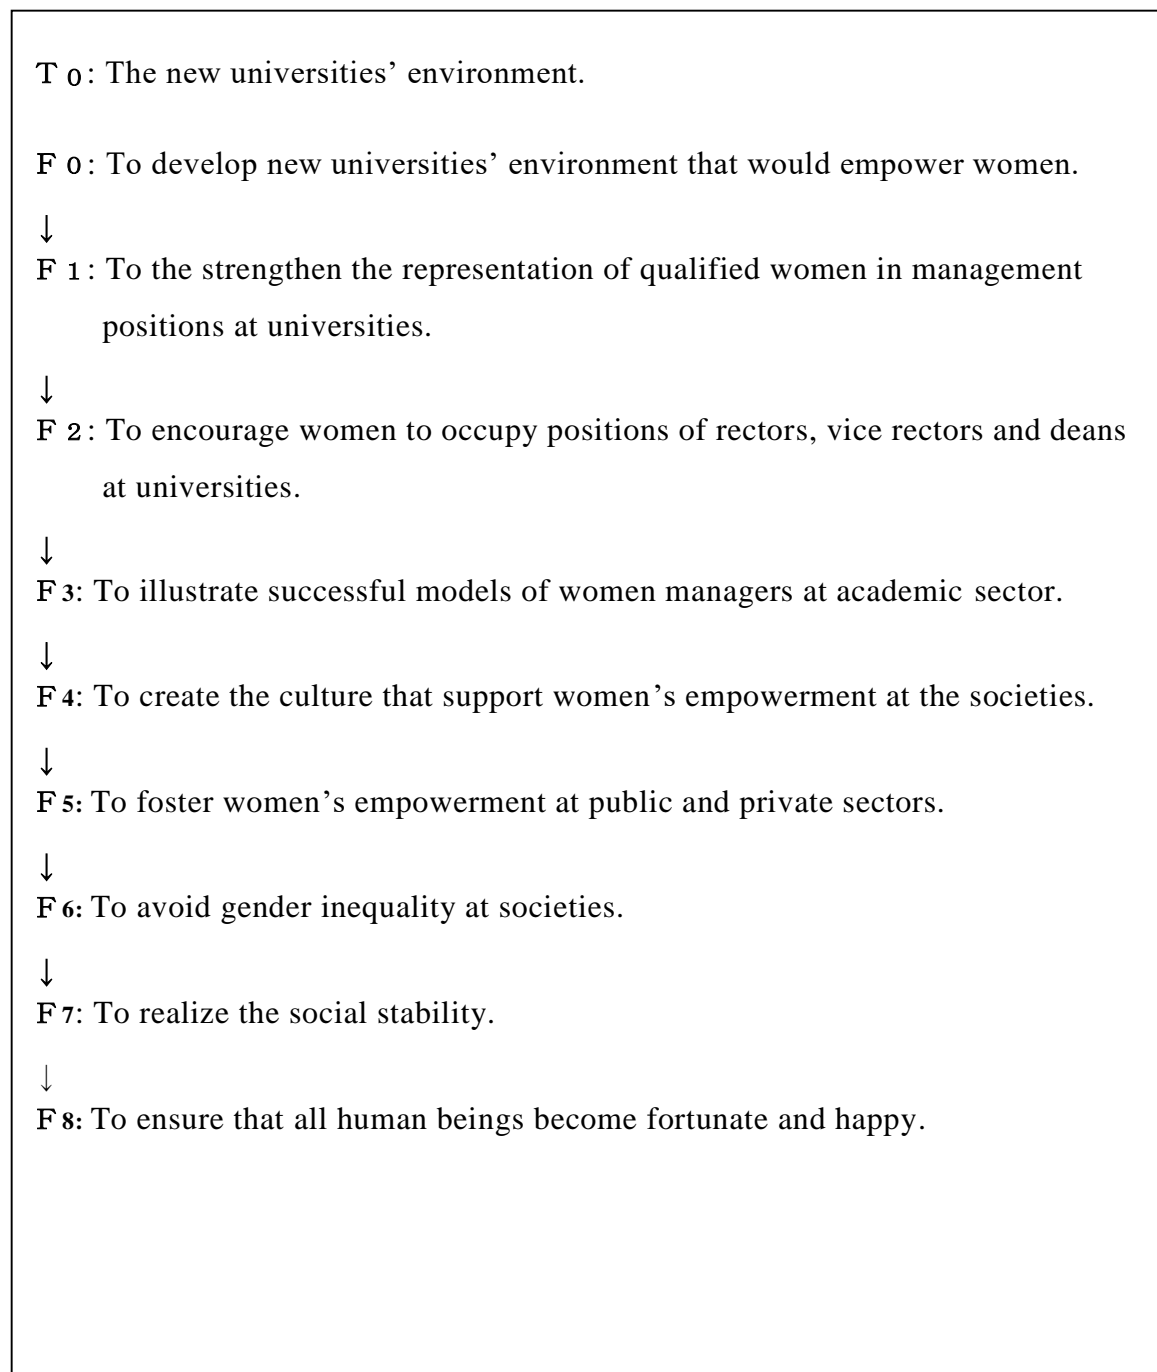 T 0: The new universities’ environment.
F 0: To develop new universities’ environment that would empower women.
↓
F 1: To the strengthen the representation of qualified women in management
positions at universities.
↓
F 2: To encourage women to occupy positions of rectors, vice rectors and deans
at universities.
↓
F 3: To illustrate successful models of women managers at academic sector.
↓
F 4: To create the culture that support women’s empowerment at the societies.
↓
F 5: To foster women’s empowerment at public and private sectors.
↓
F 6: To avoid gender inequality at societies.
↓
F 7: To realize the social stability.
↓
F 8: To ensure that all human beings become fortunate and happy.